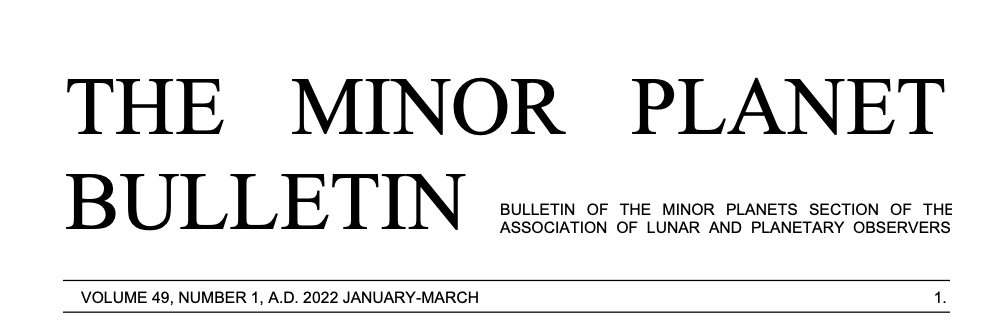 THE MINOR PLANET
BULLETIN
BULLETIN OF THE MINOR PLANETS SECTION OF THE
ASSOCIATION OF LUNAR AND PLANETARY OBSERVERS
VOLUME 49, NUMBER 1, A.D. 2022 JANUARY-MARCH 1.